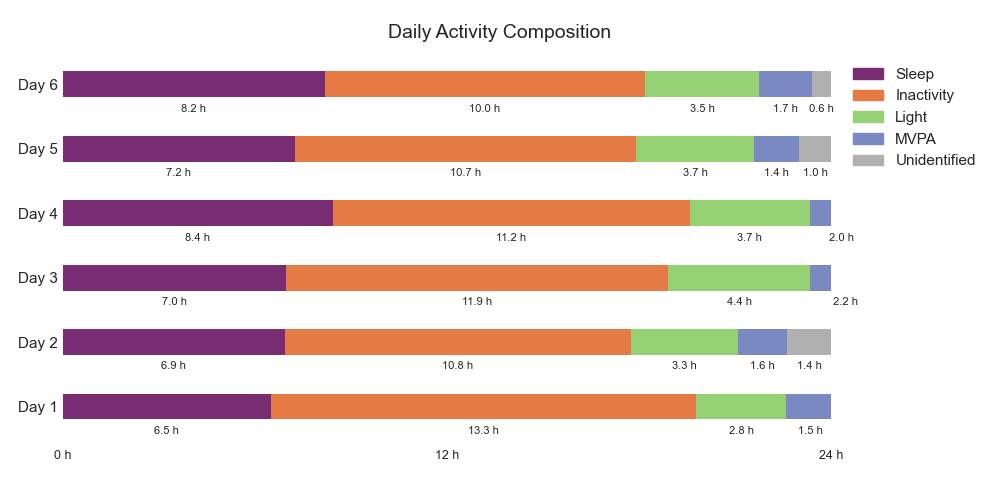 Daily Activity Composition
Day 6
8.2 h 10.0 h 3.5 h 1.7 h 0.6 h
Day 5
7.2 h 10.7 h 3.7 h 1.4 h 1.0 h
Day 4
8.4 h 11.2 h 3.7 h 2.0 h
Day 3
7.0 h 11.9 h 4.4 h 2.2 h
Day 2
6.9 h 10.8 h 3.3 h 1.6 h 1.4 h
Day 1
6.5 h 13.3 h 2.8 h 1.5 h
0 h 12 h 24 h
Sleep
Inactivity
Light
MVPA
Unidentified